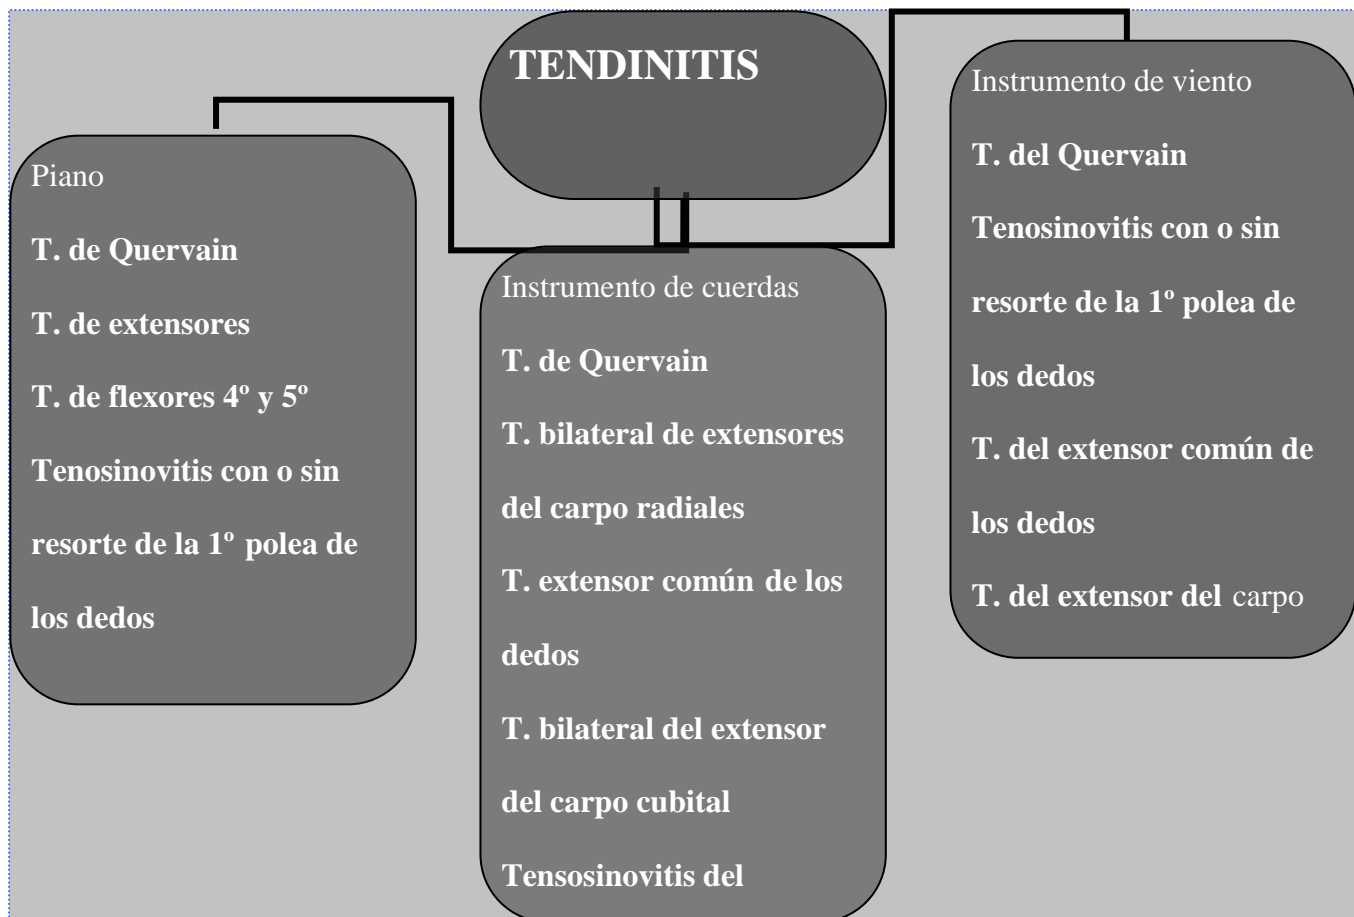 TENDINITIS
Piano
T. de Quervain
T. de extensores
T. de flexores 4º y 5º
Tenosinovitis con o sin
resorte de la 1º polea de
los dedos
Instrumento de cuerdas
T. de Quervain
T. bilateral de extensores
del carpo radiales
T. extensor común de los
dedos
T. bilateral del extensor
del carpo cubital
Tensosinovitis del
Instrumento de viento
T. del Quervain
Tenosinovitis con o sin
resorte de la 1º polea de
los dedos
T. del extensor común de
los dedos
T. del extensor del carpo